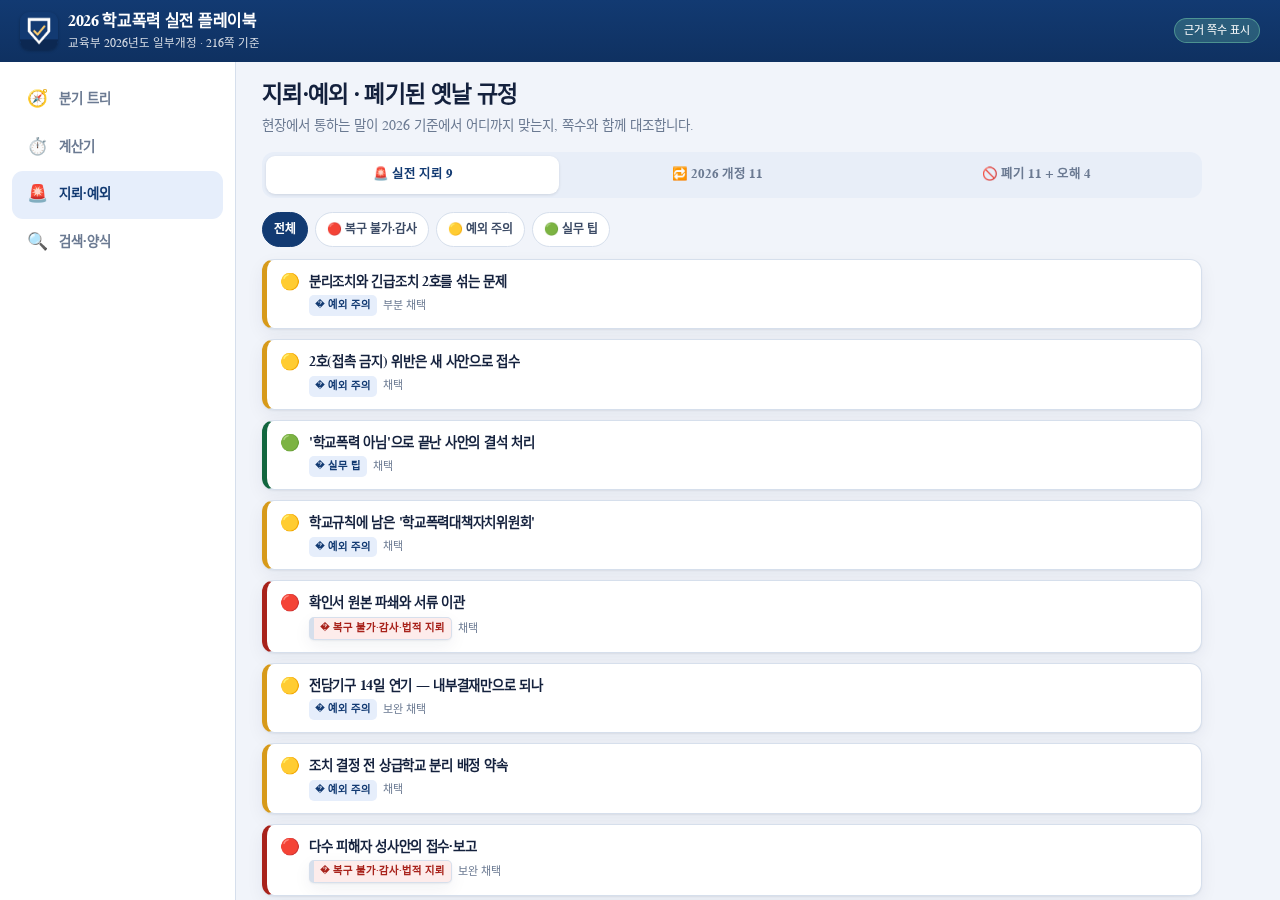 2026 학교폭력 실전 플레이북
교육부 2026년도 일부개정 · 216쪽 기준
근거 쪽수 표시
🧭 분기 트리
⏱️ 계산기
🚨 지뢰·예외
🔍 검색·양식
지뢰·예외 · 폐기된 옛날 규정
현장에서 통하는 말이 2026 기준에서 어디까지 맞는지, 쪽수와 함께 대조합니다.
🚨 실전 지뢰 9
🔁 2026 개정 11
🚫 폐기 11 + 오해 4
전체
🔴 복구 불가·감사
🟡 예외 주의
🟢 실무 팁
🟡 분리조치와 긴급조치 2호를 섞는 문제
� 예외 주의 부분 채택
🟡 2호(접촉 금지) 위반은 새 사안으로 접수
� 예외 주의 채택
🟢 '학교폭력 아님'으로 끝난 사안의 결석 처리
� 실무 팁 채택
🟡 학교규칙에 남은 '학교폭력대책자치위원회'
� 예외 주의 채택
🔴 확인서 원본 파쇄와 서류 이관
� 복구 불가·감사·법적 지뢰 채택
🟡 전담기구 14일 연기 — 내부결재만으로 되나
� 예외 주의 보완 채택
🟡 조치 결정 전 상급학교 분리 배정 약속
� 예외 주의 채택
🔴 다수 피해자 성사안의 접수·보고
� 복구 불가·감사·법적 지뢰 보완 채택